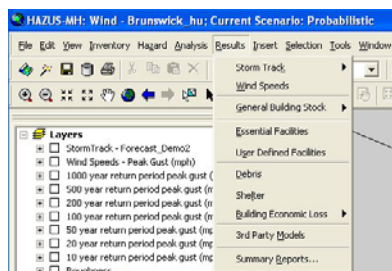 HAZUS-MH: Wind - Brunswick_hu; Current Scenario: Probabilistic
File Edit View Inventory Hazard Analysis Results Insert Selection Tools Window
Storm Track
Wind Speeds
General Building Stock
Essential Facilities
User Defined Facilities
Debris
Shelter
Building Economic Loss
3rd Party Models
Summary Reports...
Layers
StormTrack - Forecast_Demo2
Wind Speeds - Peak Gust (mph)
1000 year return period peak gust (
500 year return period peak gust (m
200 year return period peak gust (m
100 year return period peak gust (m
50 year return period peak gust (mp
20 year return period peak gust (mp
10 year return period peak gust (mp
Roughness